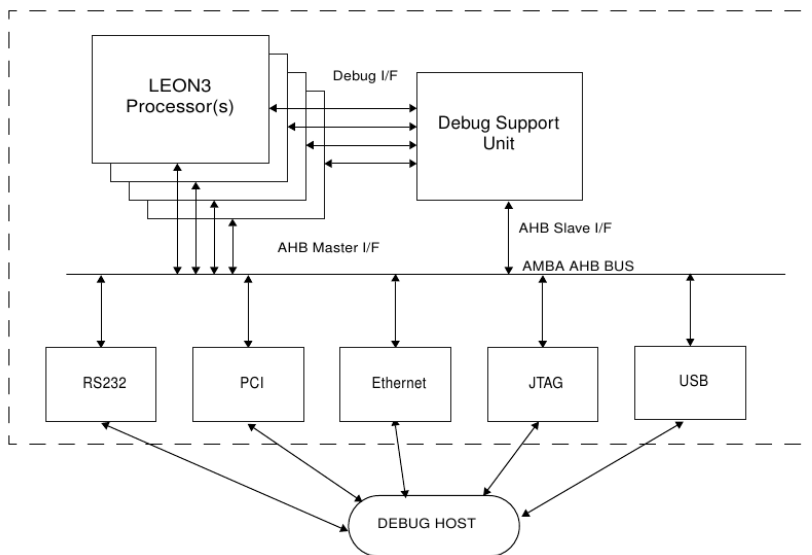 LEON3
Processor(s)
Debug I/F
Debug Support
Unit
AHB Slave I/F
AHB Master I/F
AMBA AHB BUS
RS232
PCI
Ethernet
JTAG
USB
DEBUG HOST